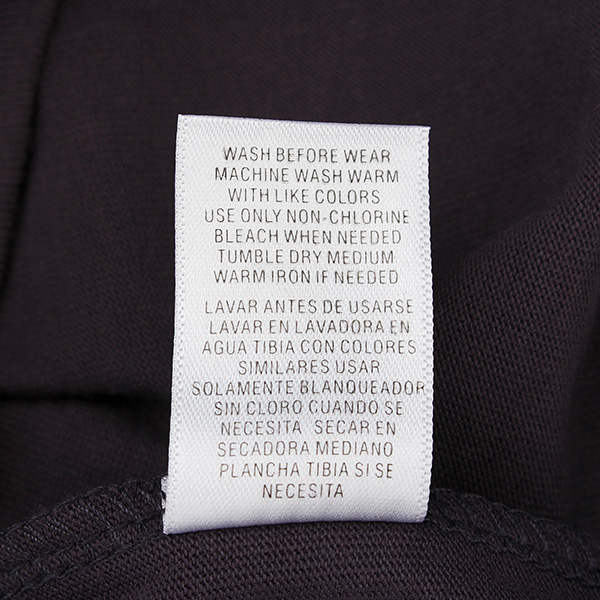 WASH BEFORE WEAR
MACHINE WASH WARM
WITH LIKE COLORS
USE ONLY NON-CHLORINE
BLEACH WHEN NEEDED
TUMBLE DRY MEDIUM
WARM IRON IF NEEDED
LAVAR ANTES DE USARSE
LAVAR EN LAVADORA EN
AGUA TIBIA CON COLORES
SIMILARES USAR
SOLAMENTE BLANQUEADOR
SIN CLORO CUANDO SE
NECESITA SECAR EN
SECADORA MEDIANO
PLANCHA TIBIA SI SE
NECESITA